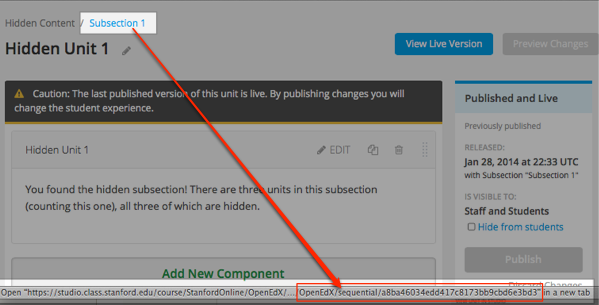 Hidden Content / Subsection 1
Hidden Unit 1
View Live Version
Preview Changes
Caution: The last published version of this unit is live. By publishing changes you will
change the student experience.
Hidden Unit 1
EDIT
You found the hidden subsection! There are three units in this subsection
(counting this one), all three of which are hidden.
Add New Component
Published and Live
Previously published
RELEASED:
Jan 28, 2014 at 22:33 UTC
with Subsection "Subsection 1"
IS VISIBLE TO:
Staff and Students
Hide from students
Publish
Discard Changes
Open "https://studio.class.stanford.edu/course/StanfordOnline/OpenEdX/.../OpenEdX/sequential/a8ba46034edd417c8173bb9cbd6e3bd3" in a new tab